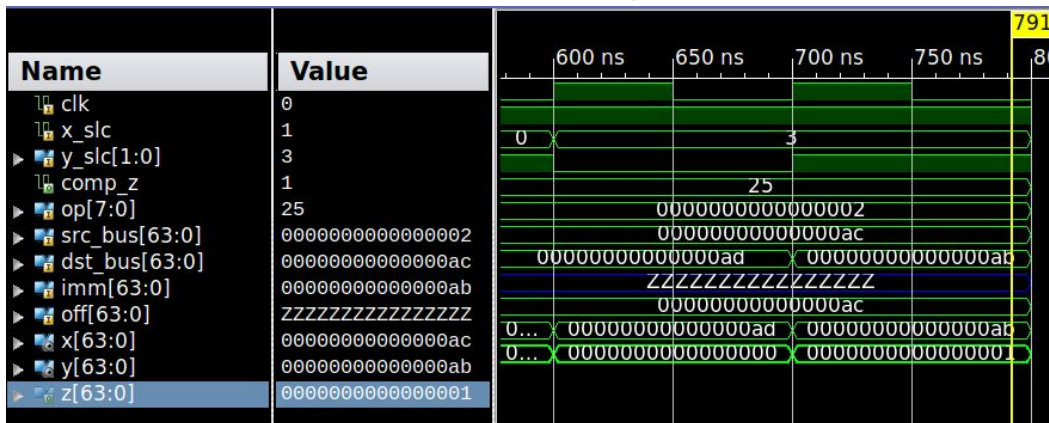 791
600 ns 650 ns 700 ns 750 ns 80
Name Value
clk 0
x_slc 1 0 3
y_slc[1:0] 3
comp_z 1 25
op[7:0] 25 0000000000000002
src_bus[63:0] 0000000000000002 00000000000000ac
dst_bus[63:0] 00000000000000ac 00000000000000ad 00000000000000ab
imm[63:0] 00000000000000ab ZZZZZZZZZZZZZZZZ
off[63:0] ZZZZZZZZZZZZZZZZ 00000000000000ac
x[63:0] 00000000000000ac 0... 00000000000000ad 00000000000000ab
y[63:0] 00000000000000ab 0... 0000000000000000 0000000000000001
z[63:0] 0000000000000001